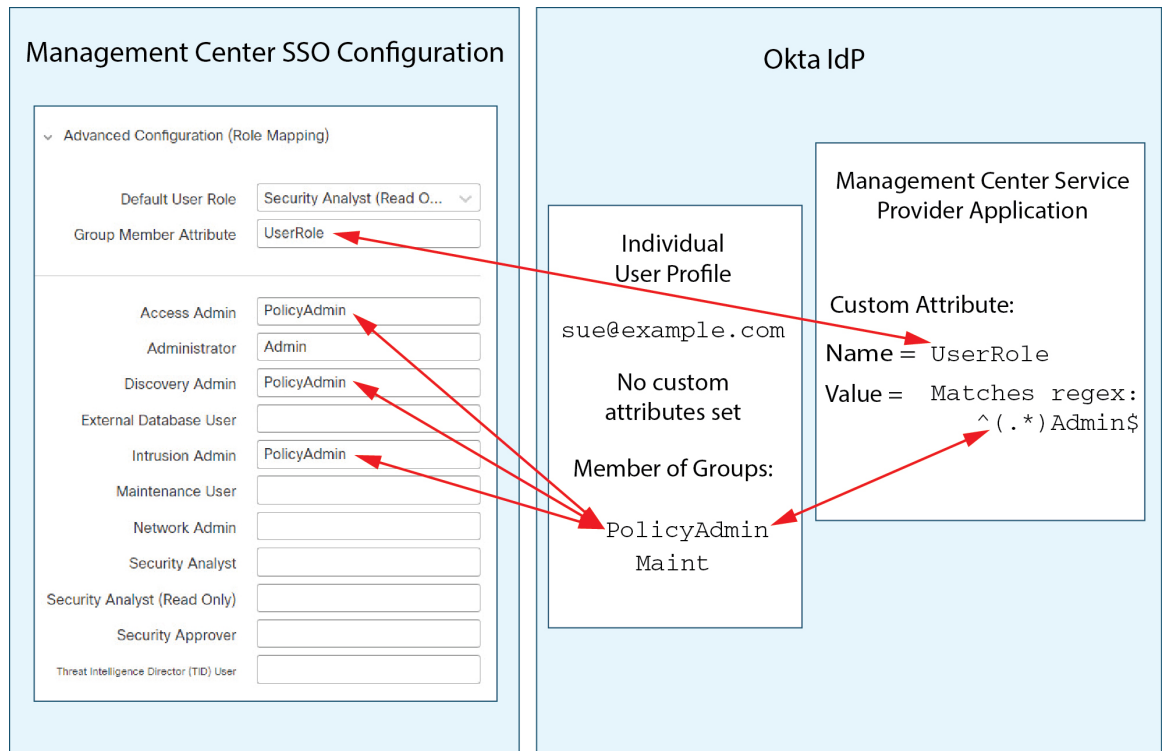 Management Center SSO Configuration
Advanced Configuration (Role Mapping)
Default User Role Security Analyst (Read O...
Group Member Attribute UserRole
Access Admin PolicyAdmin
Administrator Admin
Discovery Admin PolicyAdmin
External Database User
Intrusion Admin PolicyAdmin
Maintenance User
Network Admin
Security Analyst
Security Analyst (Read Only)
Security Approver
Threat Intelligence Director (TID) User
Okta IdP
Individual
User Profile
sue@example.com
No custom
attributes set
Member of Groups:
PolicyAdmin
Maint
Management Center Service
Provider Application
Custom Attribute:
Name = UserRole
Value = Matches regex:
^(.*)Admin$